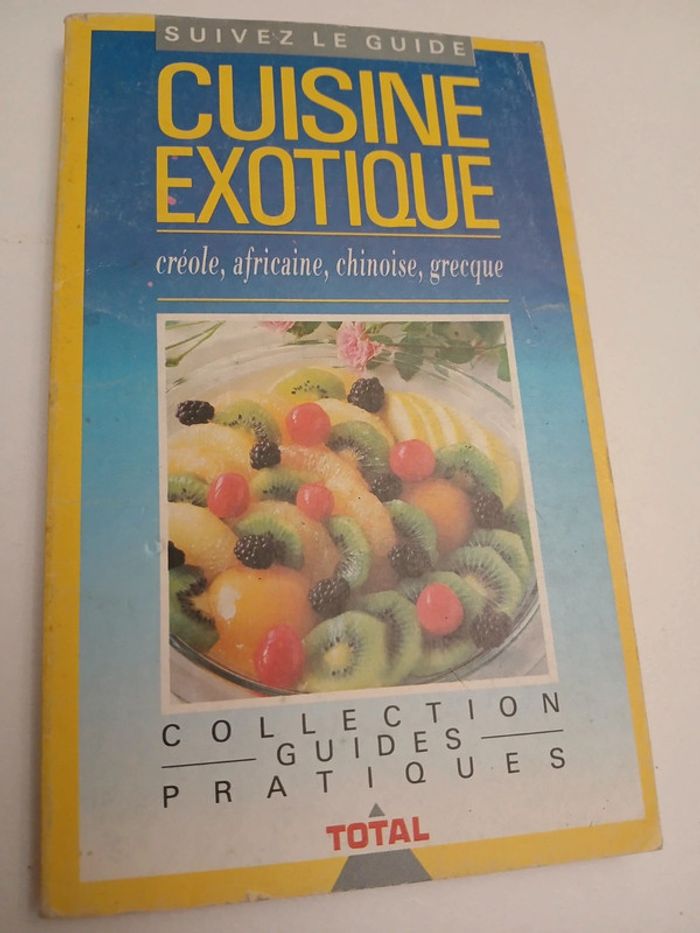 SUIVEZ LE GUIDE
CUISINE
EXOTIQUE
créole, africaine, chinoise, grecque
COLLECTION
GUIDES
PRATIQUES
TOTAL